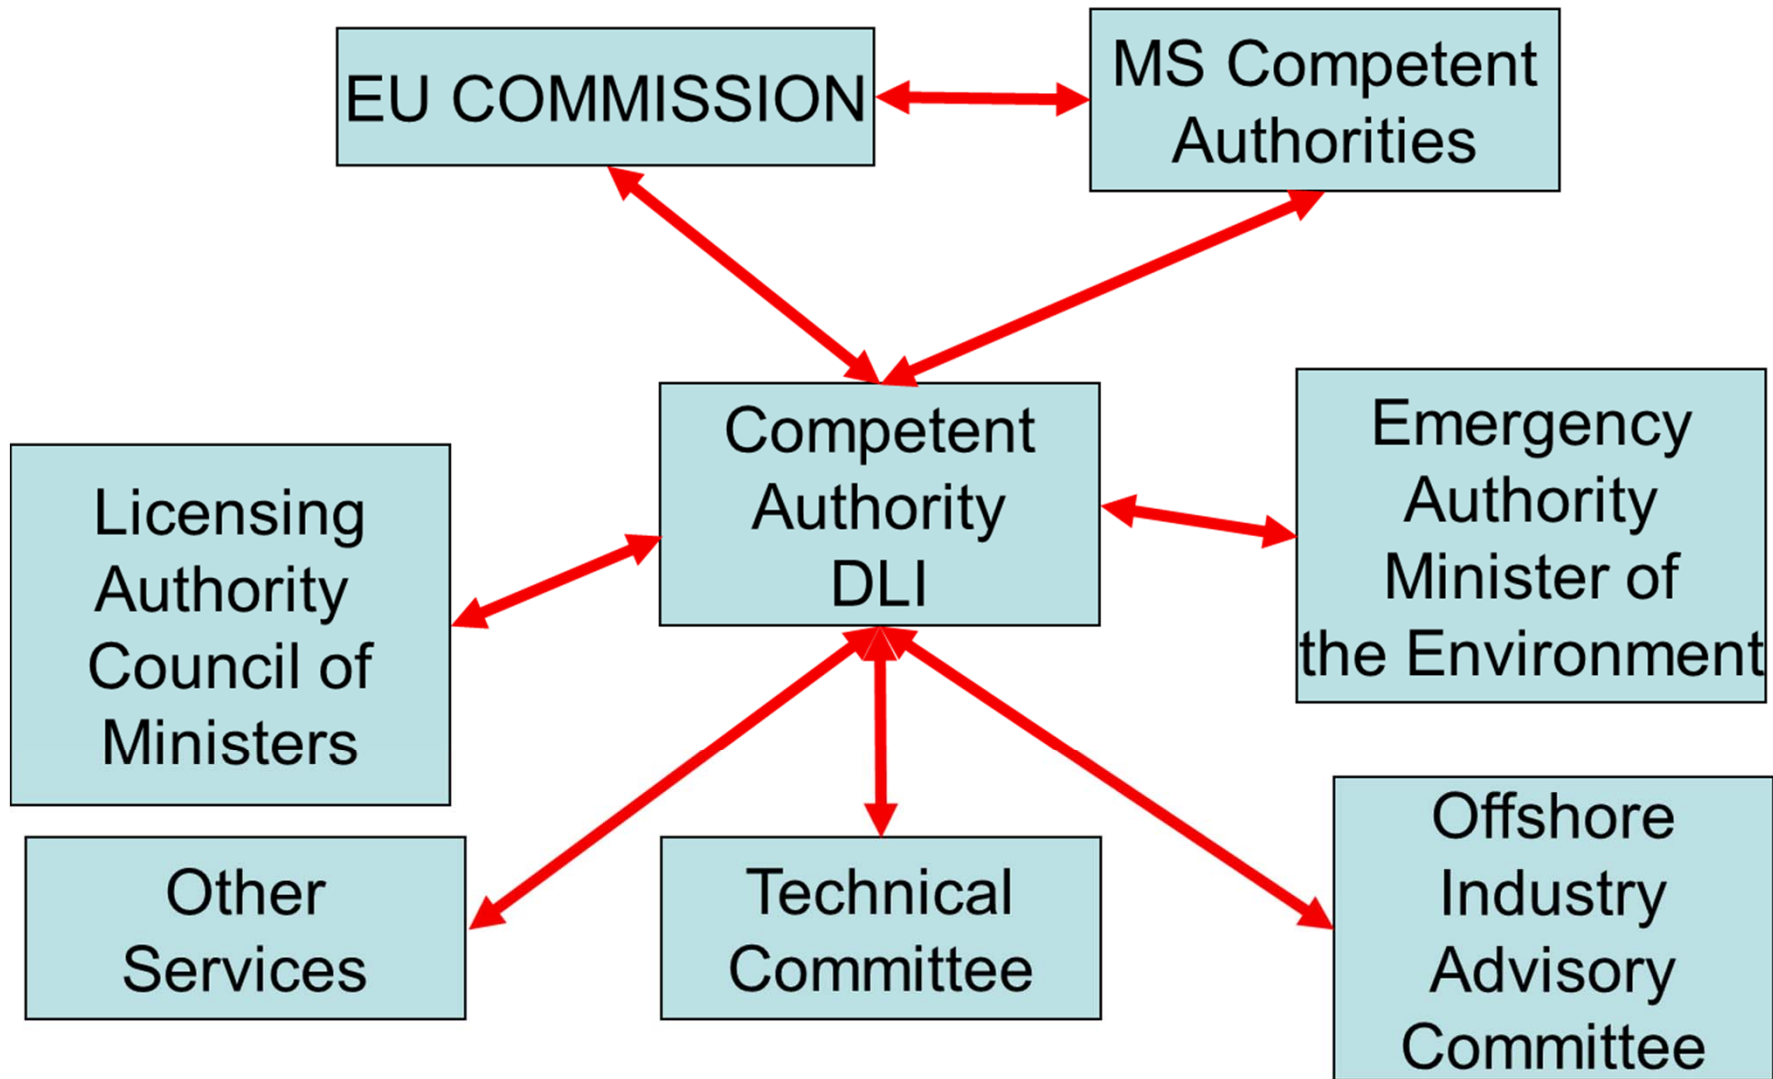 EU COMMISSION
MS Competent
Authorities
Competent
Authority
DLI
Emergency
Authority
Minister of
the Environment
Licensing
Authority
Council of
Ministers
Other
Services
Technical
Committee
Offshore
Industry
Advisory
Committee